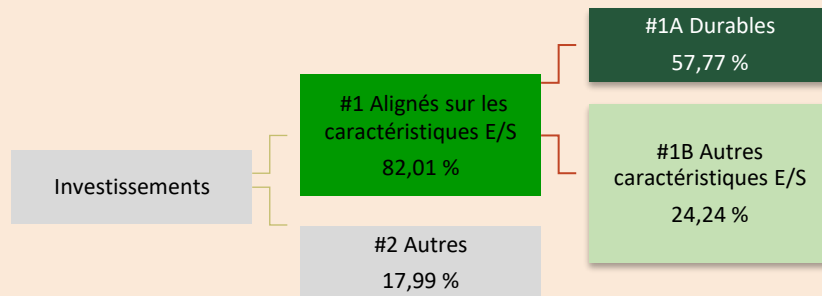 Investissements
#1 Alignés sur les
caractéristiques E/S
82,01 %
#2 Autres
17,99 %
#1A Durables
57,77 %
#1B Autres
caractéristiques E/S
24,24 %